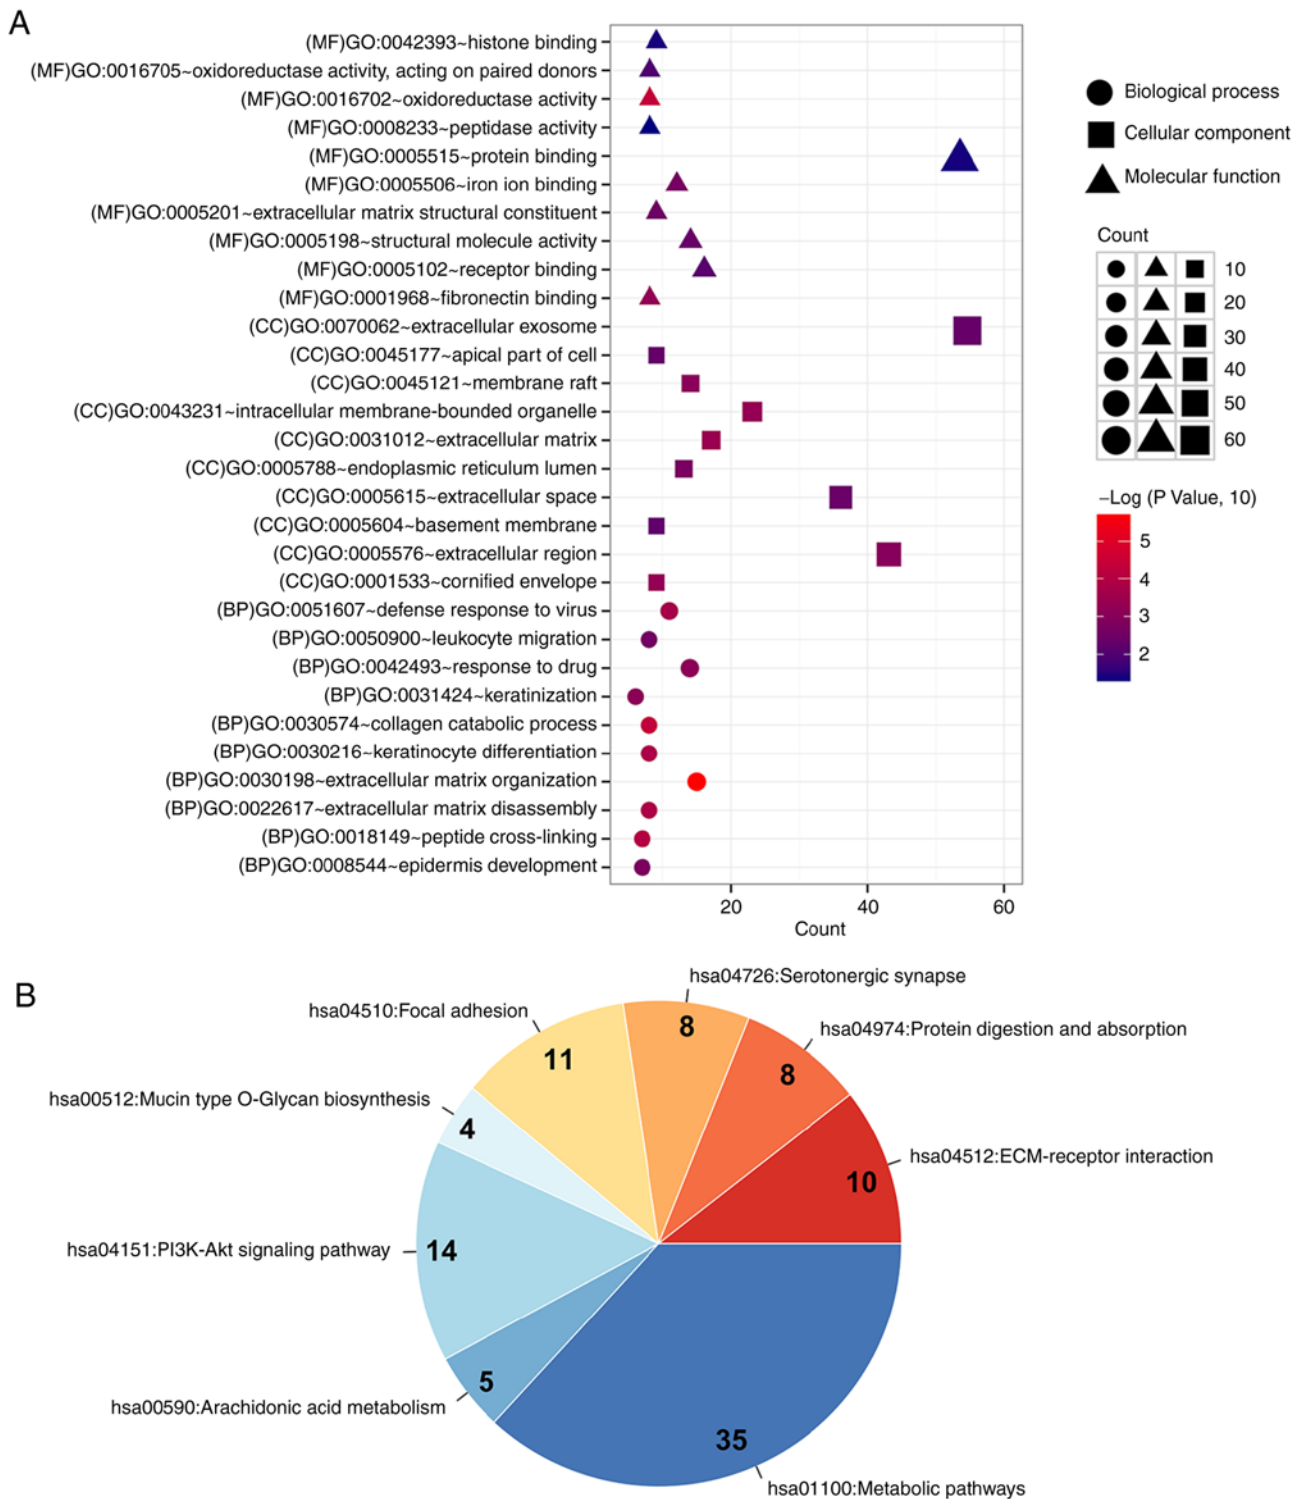 A
(MF)GO:0042393~histone binding
(MF)GO:0016705~oxidoreductase activity, acting on paired donors
(MF)GO:0016702~oxidoreductase activity
(MF)GO:0008233~peptidase activity
(MF)GO:0005515~protein binding
(MF)GO:0005506~iron ion binding
(MF)GO:0005201~extracellular matrix structural constituent
(MF)GO:0005198~structural molecule activity
(MF)GO:0005102~receptor binding
(MF)GO:0001968~fibronectin binding
(CC)GO:0070062~extracellular exosome
(CC)GO:0045177~apical part of cell
(CC)GO:0045121~membrane raft
(CC)GO:0043231~intracellular membrane-bounded organelle
(CC)GO:0031012~extracellular matrix
(CC)GO:0005788~endoplasmic reticulum lumen
(CC)GO:0005615~extracellular space
(CC)GO:0005604~basement membrane
(CC)GO:0005576~extracellular region
(CC)GO:0001533~cornified envelope
(BP)GO:0051607~defense response to virus
(BP)GO:0050900~leukocyte migration
(BP)GO:0042493~response to drug
(BP)GO:0031424~keratinization
(BP)GO:0030574~collagen catabolic process
(BP)GO:0030216~keratinocyte differentiation
(BP)GO:0030198~extracellular matrix organization
(BP)GO:0022617~extracellular matrix disassembly
(BP)GO:0018149~peptide cross-linking
(BP)GO:0008544~epidermis development
20 40 60
Count
Biological process
Cellular component
Molecular function
Count
10
20
30
40
50
60
−Log (P Value, 10)
5
4
3
2
B
hsa04726:Serotonergic synapse
8
hsa04510:Focal adhesion
11
hsa04974:Protein digestion and absorption
8
hsa00512:Mucin type O-Glycan biosynthesis
4
hsa04512:ECM-receptor interaction
10
hsa04151:PI3K-Akt signaling pathway
14
hsa00590:Arachidonic acid metabolism
5
35
hsa01100:Metabolic pathways